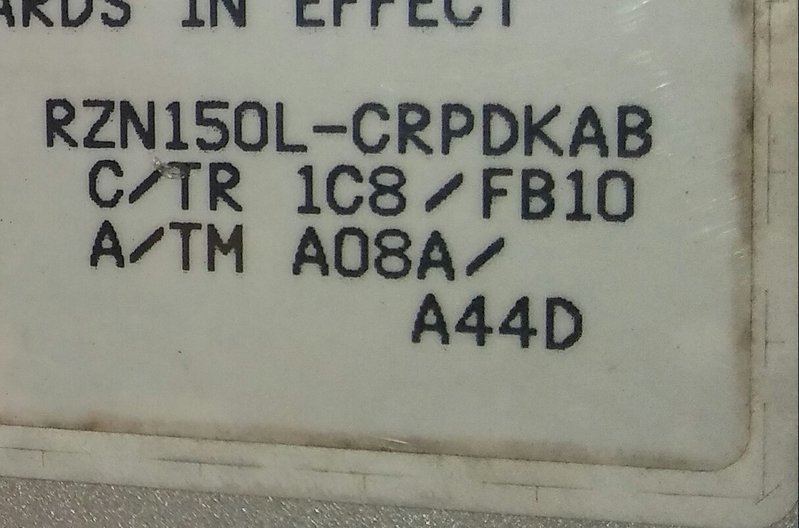 ARDS IN EFFECT
RZN150L-CRPDKAB
C/TR 1C8/FB10
A/TM A08A/
A44D